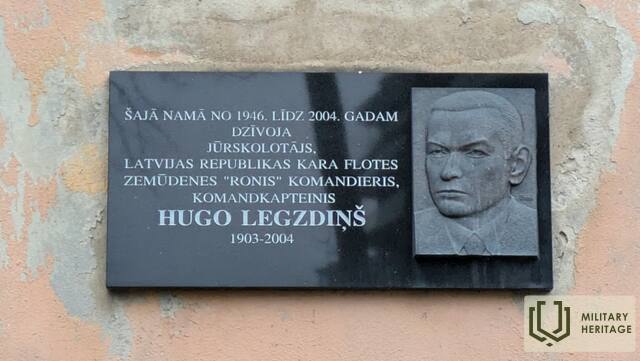 ŠAJĀ NAMĀ NO 1946. LĪDZ 2004. GADAM
DZĪVOJA
JŪRSKOLOTĀJS,
LATVIJAS REPUBLIKAS KARA FLOTES
ZEMŪDENES "RONIS" KOMANDIERIS,
KOMANDKAPTEINIS
HUGO LEGZDIŅŠ
1903-2004
MILITARY
HERITAGE